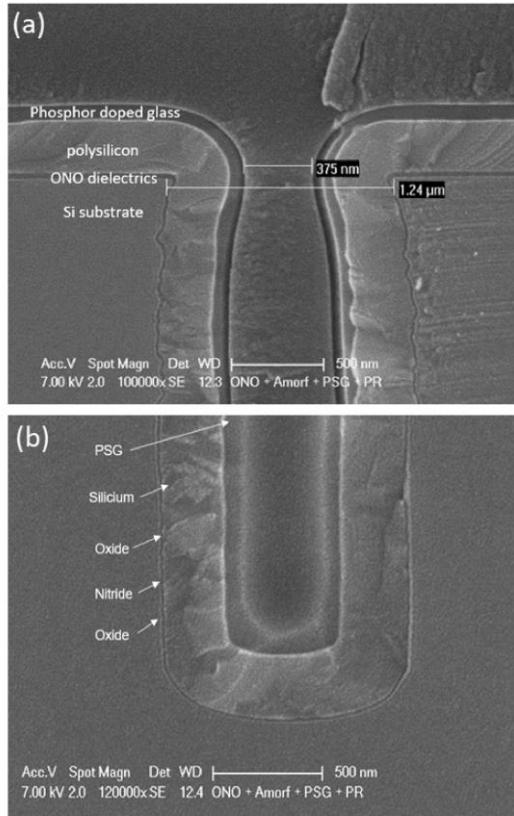 (a)
Phosphor doped glass
polysilicon
375 nm
ONO dielectrics
1.24 µm
Si substrate
Acc.V Spot Magn Det WD 500 nm
7.00 kV 2.0 100000x SE 12.3 ONO + Amorf + PSG + PR
(b)
PSG
Silicium
Oxide
Nitride
Oxide
Acc.V Spot Magn Det WD 500 nm
7.00 kV 2.0 120000x SE 12.4 ONO + Amorf + PSG + PR